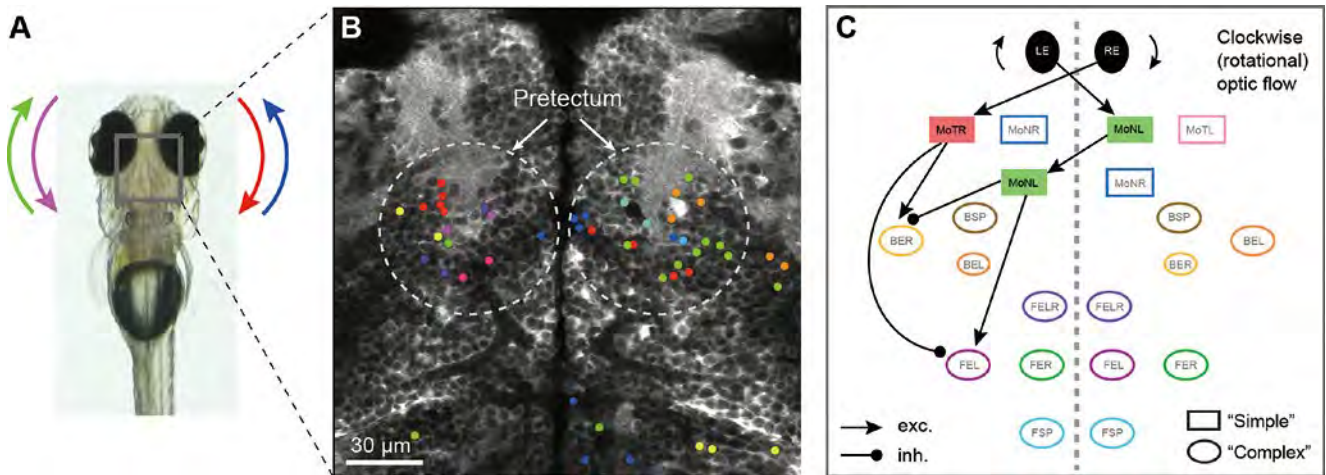 A
B
Pretectum
30 µm
C
LE RE
Clockwise
(rotational)
optic flow
MoTR MoNR MoNL MoTL
MoNL MoNR
BSP BSP
BER BEL
BEL BER
FELR FELR
FEL FER FEL FER
FSP FSP
exc.
inh.
"Simple"
"Complex"